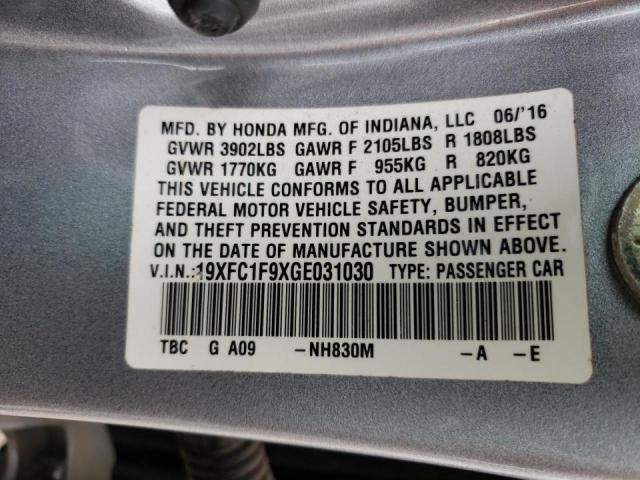 MFD. BY HONDA MFG. OF INDIANA, LLC 06/'16
GVWR 3902LBS GAWR F 2105LBS R 1808LBS
GVWR 1770KG GAWR F 955KG R 820KG
THIS VEHICLE CONFORMS TO ALL APPLICABLE
FEDERAL MOTOR VEHICLE SAFETY, BUMPER,
AND THEFT PREVENTION STANDARDS IN EFFECT
ON THE DATE OF MANUFACTURE SHOWN ABOVE.
V.I.N.: 19XFC1F9XGE031030 TYPE: PASSENGER CAR
TBC G A09 -NH830M -A -E